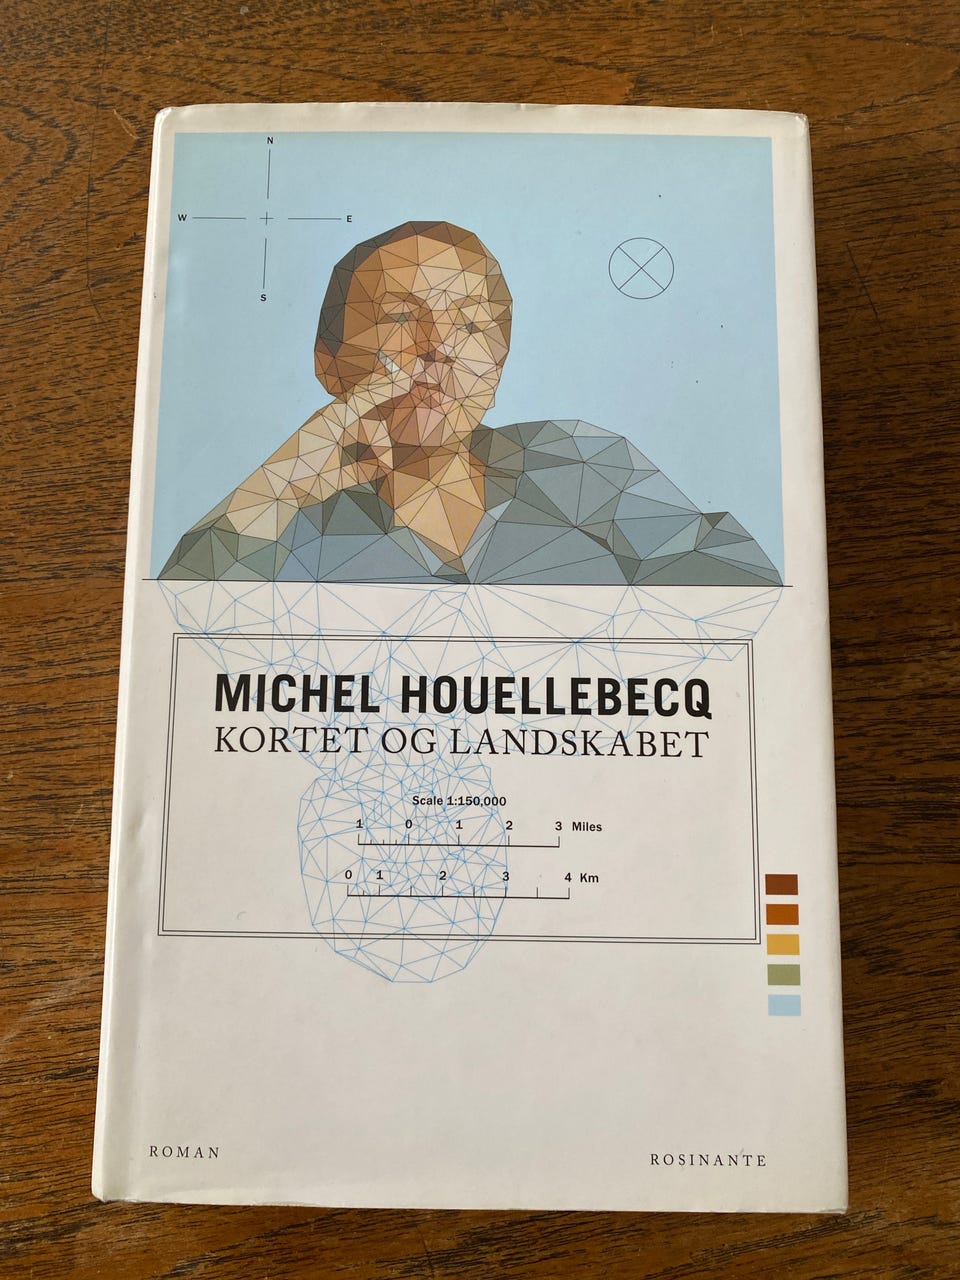 N
W E
S
MICHEL HOUELLEBECQ
KORTET OG LANDSKABET
Scale 1:150,000
1 0 1 2 3 Miles
0 1 2 3 4 Km
ROMAN
ROSINANTE